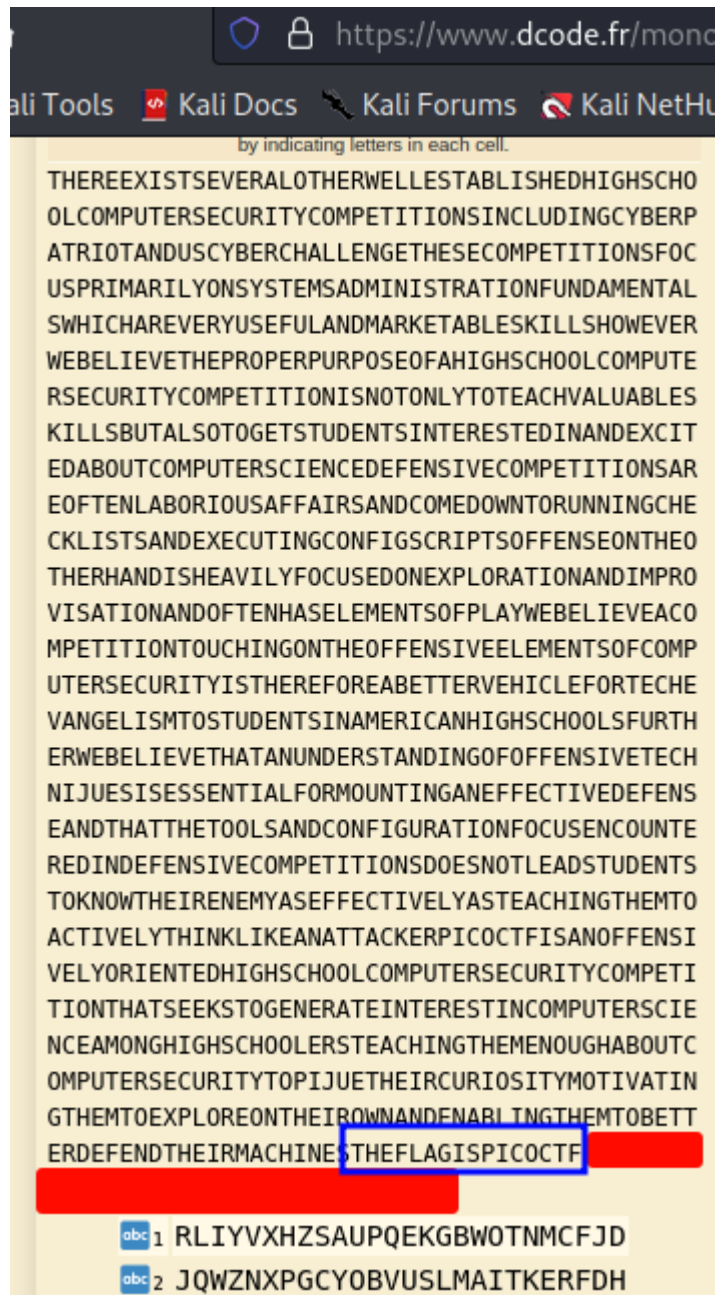 https://www.dcode.fr/mono
ali Tools Kali Docs Kali Forums Kali NetHu
by indicating letters in each cell.
THEREEXISTSEVERALOTHERWELLESTABLISHEDHIGHSCHO
OLCOMPUTERSECURITYCOMPETITIONSINCLUDINGCYBERP
ATRIOTANDUSCYBERCHALLENGETHESECOMPETITIONSFOC
USPRIMARILYONSYSTEMSADMINISTRATIONFUNDAMENTAL
SWHICHAREVERYUSEFULANDMARKETABLESKILLSHOWEVER
WEBELIEVETHEPROPERPURPOSEOFAHIGHSCHOOLCOMPUTE
RSECURITYCOMPETITIONISNOTONLYTOTEACHVALUABLES
KILLSBUTALSOTOGETSTUDENTSINTERESTEDINANDEXCIT
EDABOUTCOMPUTERSCIENCEDEFENSIVECOMPETITIONSAR
EOFTENLABORIOUSAFFAIRSANDCOMEDOWNTORUNNINGCHE
CKLISTSANDEXECUTINGCONFIGSCRIPTSOFFENSEONTHEO
THERHANDISHEAVILYFOCUSEDONEXPLORATIONANDIMPRO
VISATIONANDOFTENHASELEMENTSOFPLAYWEBELIEVEACO
MPETITIONTOUCHINGONTHEOFFENSIVEELEMENTSOFCOMP
UTERSECURITYISTHEREFOREABETTERVEHICLEFORTECHE
VANGELISMTOSTUDENTSINAMERICANHIGHSCHOOLSFURTH
ERWEBELIEVETHATANUNDERSTANDINGOFOFFENSIVETECH
NIJUESISESSENTIALFORMOUNTINGANEFFECTIVEDEFENS
EANDTHATTHETOOLSANDCONFIGURATIONFOCUSENCOUNTE
REDINDEFENSIVECOMPETITIONSDOESNOTLEADSTUDENTS
TOKNOWTHEIRENEMYASEFFECTIVELYASTEACHINGTHEMTO
ACTIVELYTHINKLIKEANATTACKERPICOCTFISANOFFENSI
VELYORIENTEDHIGHSCHOOLCOMPUTERSECURITYCOMPETI
TIONTHATSEEKSTOGENERATEINTERESTINCOMPUTERSCIE
NCEAMONGHIGHSCHOOLERSTEACHINGTHEMENOUGHABOUTC
OMPUTERSECURITYTOPIJUETHEIRCURIOSITYMOTIVATIN
GTHEMTOEXPLOREONTHEIROWNANDENABLINGTHEMTOBETT
ERDEFENDTHEIRMACHINESTHEFLAGISPICOCTF
abc 1 RLIYVXHZSAUPQEKGBWOTNMCFJD
abc 2 JQWZNXPGCYOBVUSLMAITKERFDH